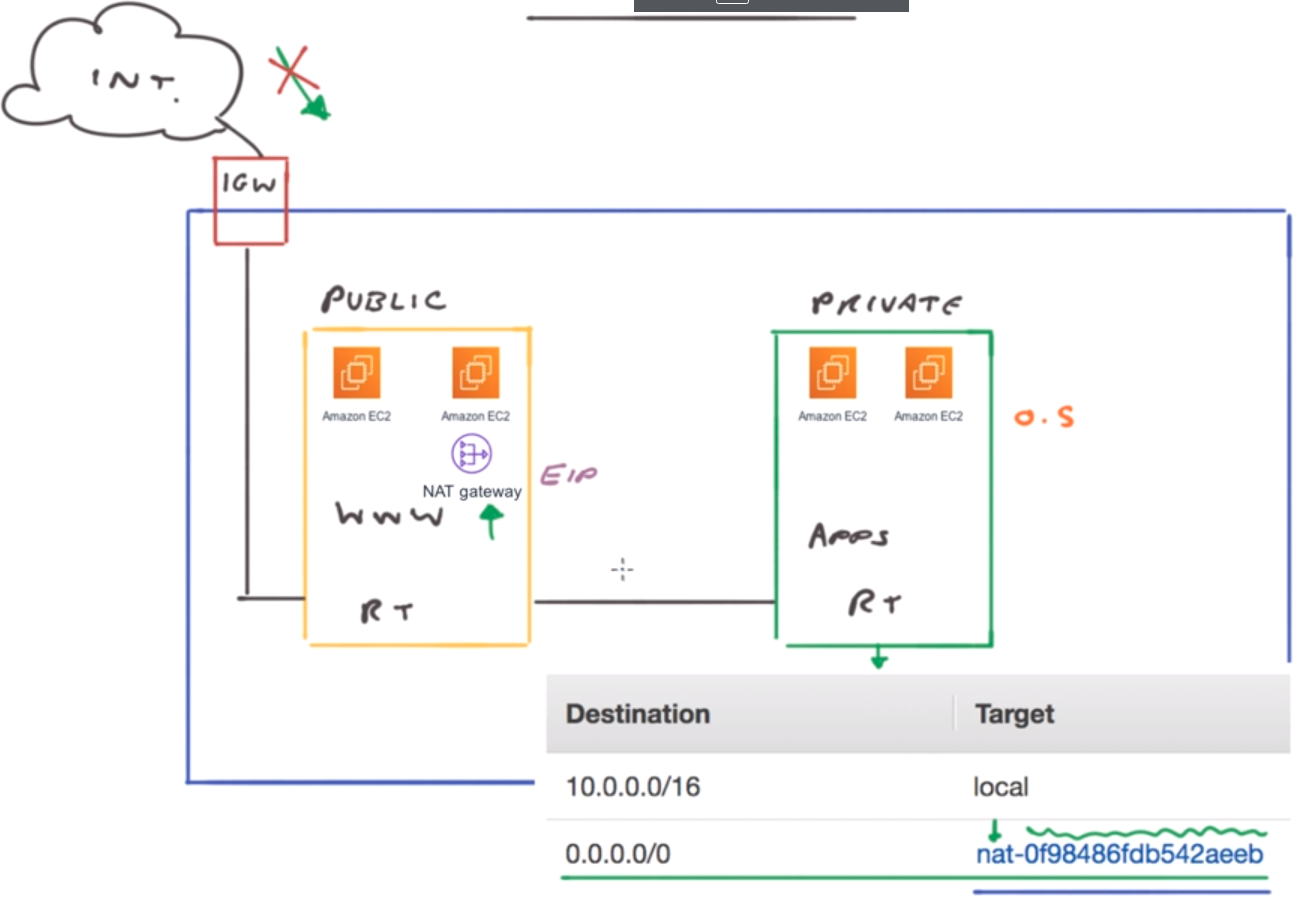 INT.
IGW
PUBLIC
PRIVATE
Amazon EC2
Amazon EC2
Amazon EC2
Amazon EC2
O.S
NAT gateway
EIP
WWW
APPS
RT
RT
Destination Target
10.0.0.0/16 local
0.0.0.0/0 nat-0f98486fdb542aeeb